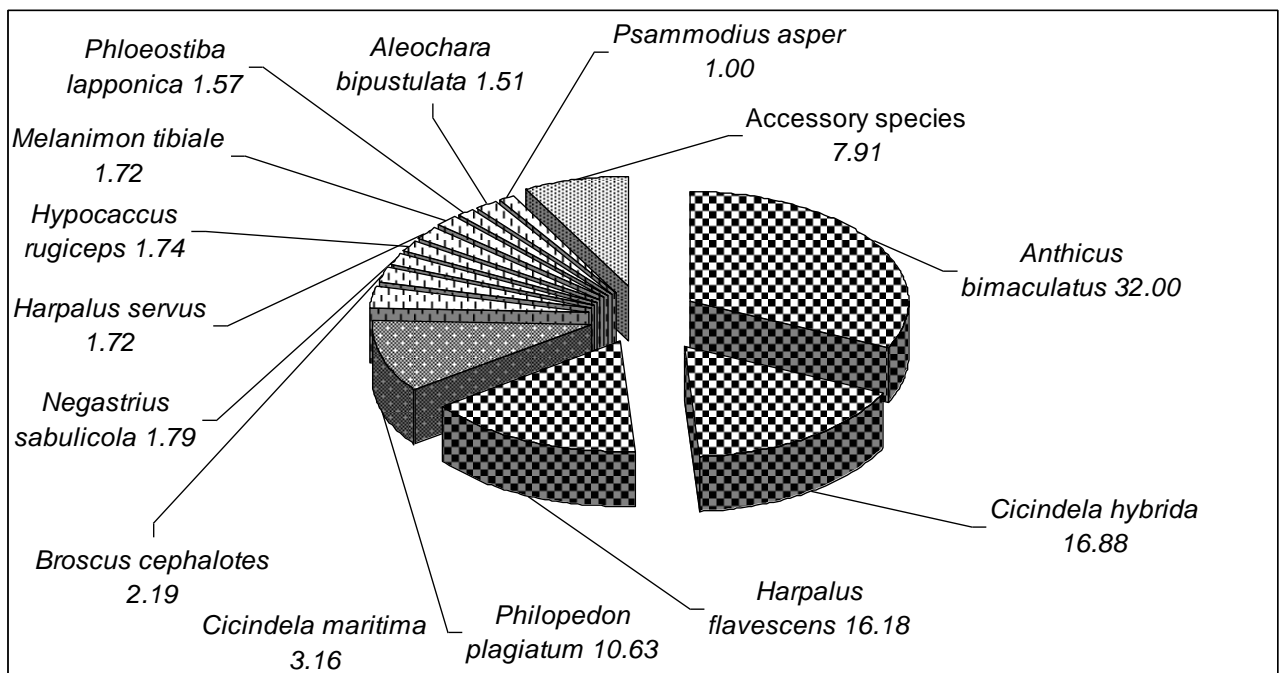 Phloeostiba
lapponica 1.57
Aleochara
bipustulata 1.51
Psammodius asper
1.00
Accessory species
7.91
Melanimon tibiale
1.72
Hypocaccus
rugiceps 1.74
Anthicus
bimaculatus 32.00
Harpalus servus
1.72
Negastrius
sabulicola 1.79
Cicindela hybrida
16.88
Broscus cephalotes
2.19
Harpalus
flavescens 16.18
Philopedon
plagiatum 10.63
Cicindela maritima
3.16